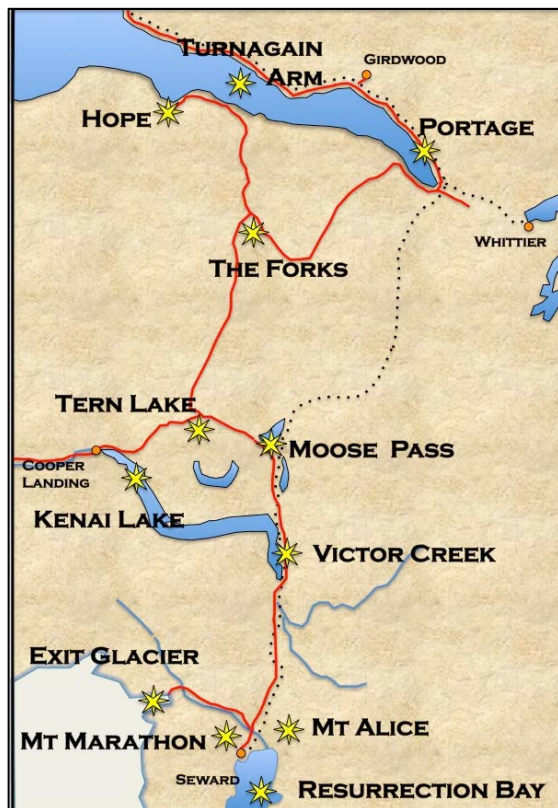 Turnagain
Arm
Girdwood
Hope
Portage
Whittier
The Forks
Tern Lake
Moose Pass
Cooper
Landing
Kenai Lake
Victor Creek
Exit Glacier
Mt Alice
Mt Marathon
Seward
Resurrection Bay